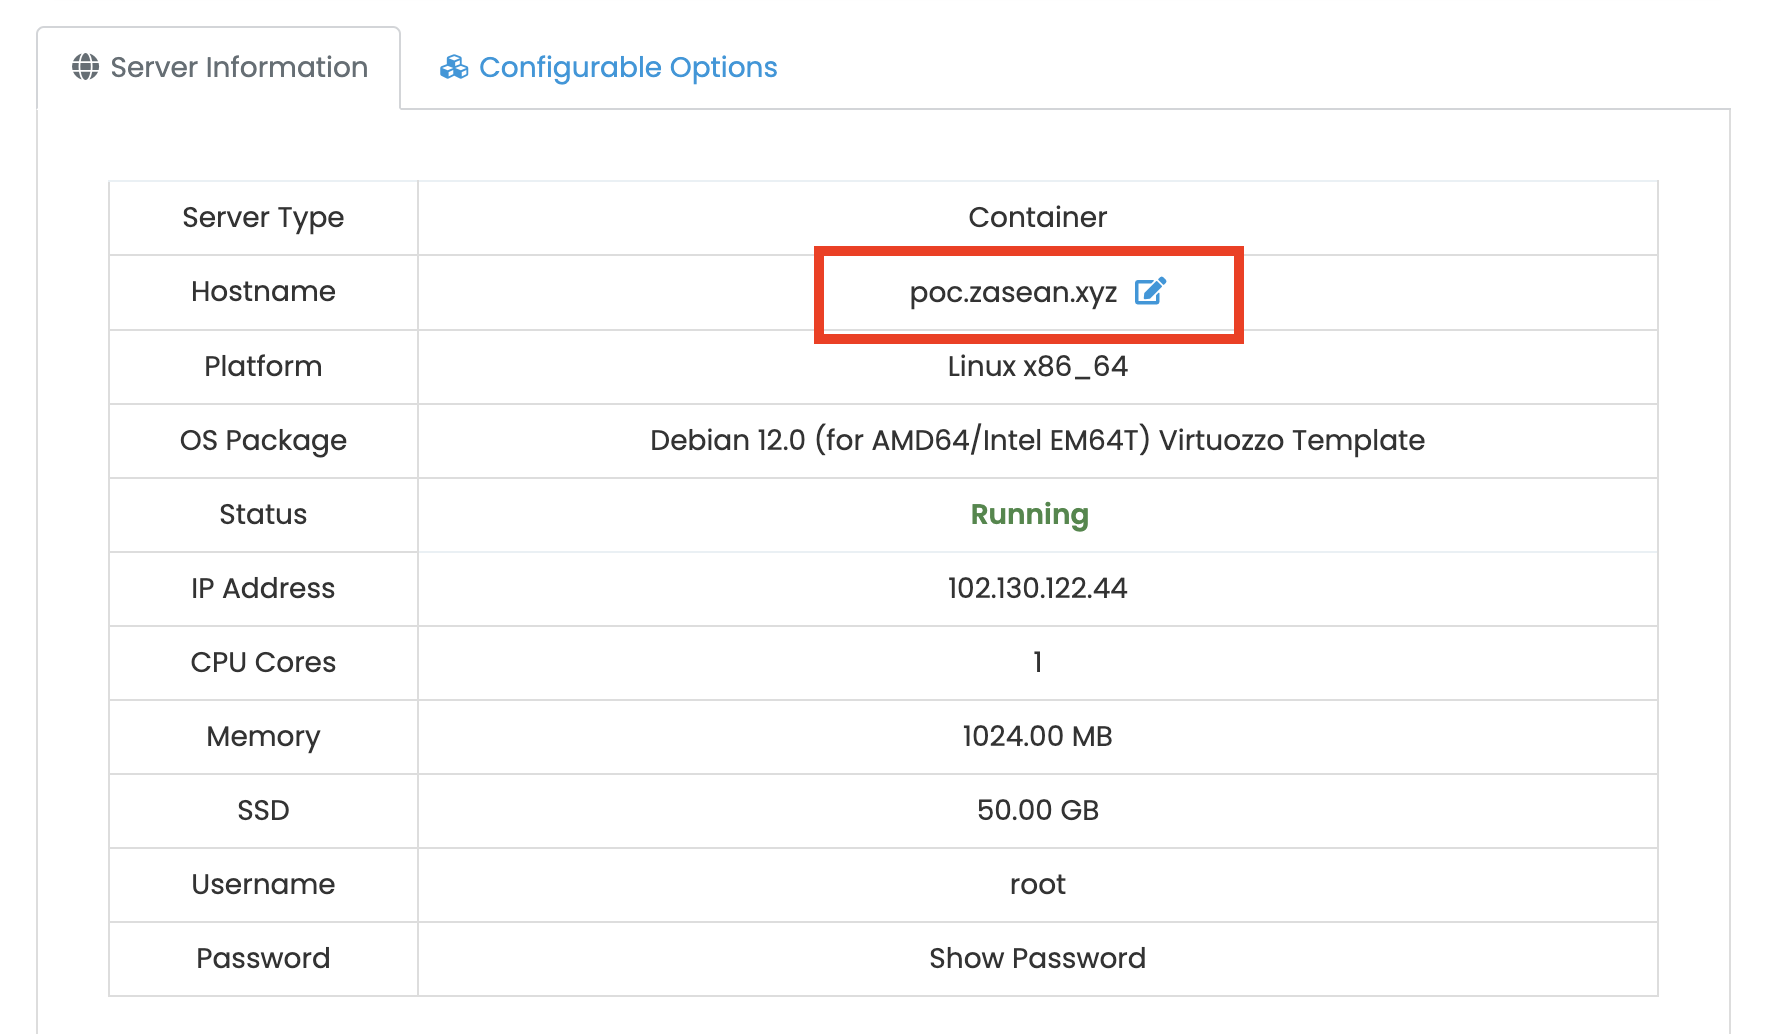 Server Information
Configurable Options
Server Type Container
Hostname poc.zasean.xyz
Platform Linux x86_64
OS Package Debian 12.0 (for AMD64/Intel EM64T) Virtuozzo Template
Status Running
IP Address 102.130.122.44
CPU Cores 1
Memory 1024.00 MB
SSD 50.00 GB
Username root
Password Show Password